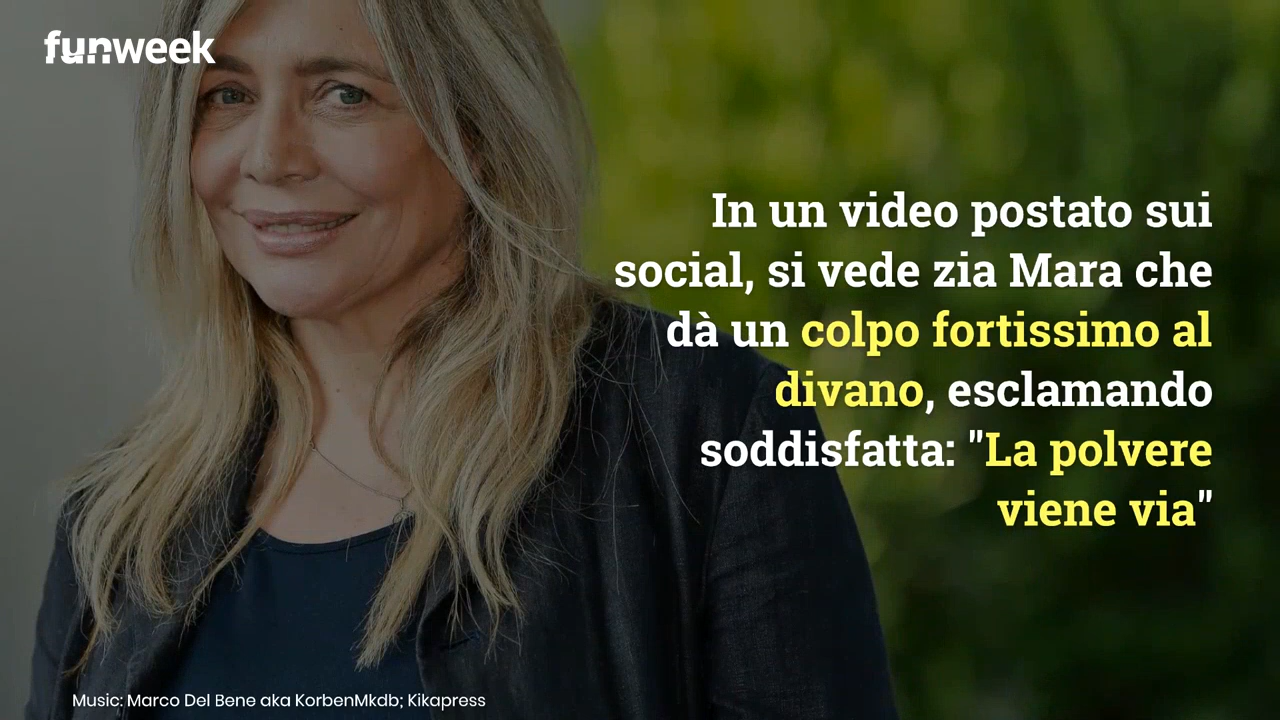 funweek
In un video postato sui
social, si vede zia Mara che
dà un colpo fortissimo al
divano, esclamando
soddisfatta: "La polvere
viene via"
Music: Marco Del Bene aka KorbenMkdb; Kikapress